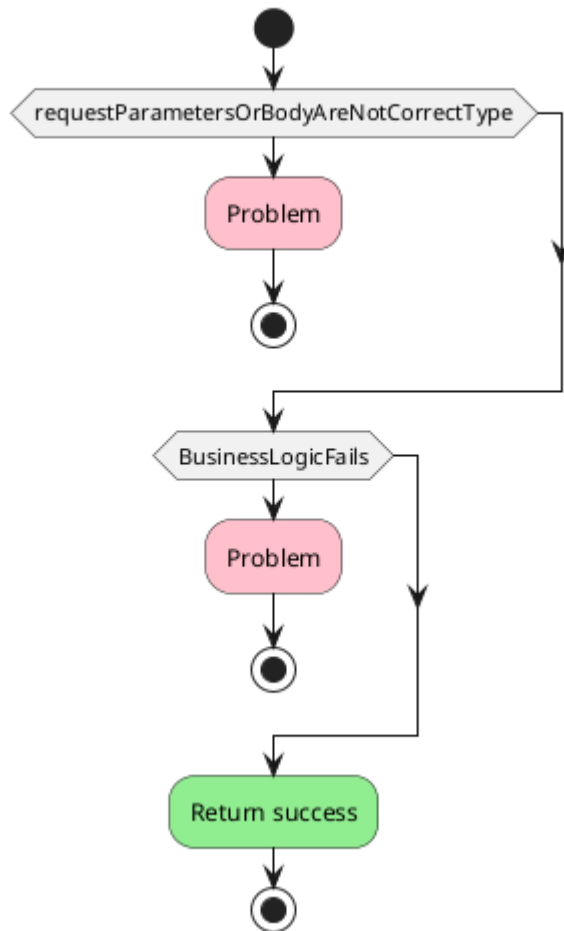 requestParametersOrBodyAreNotCorrectType
Problem
BusinessLogicFails
Problem
Return success